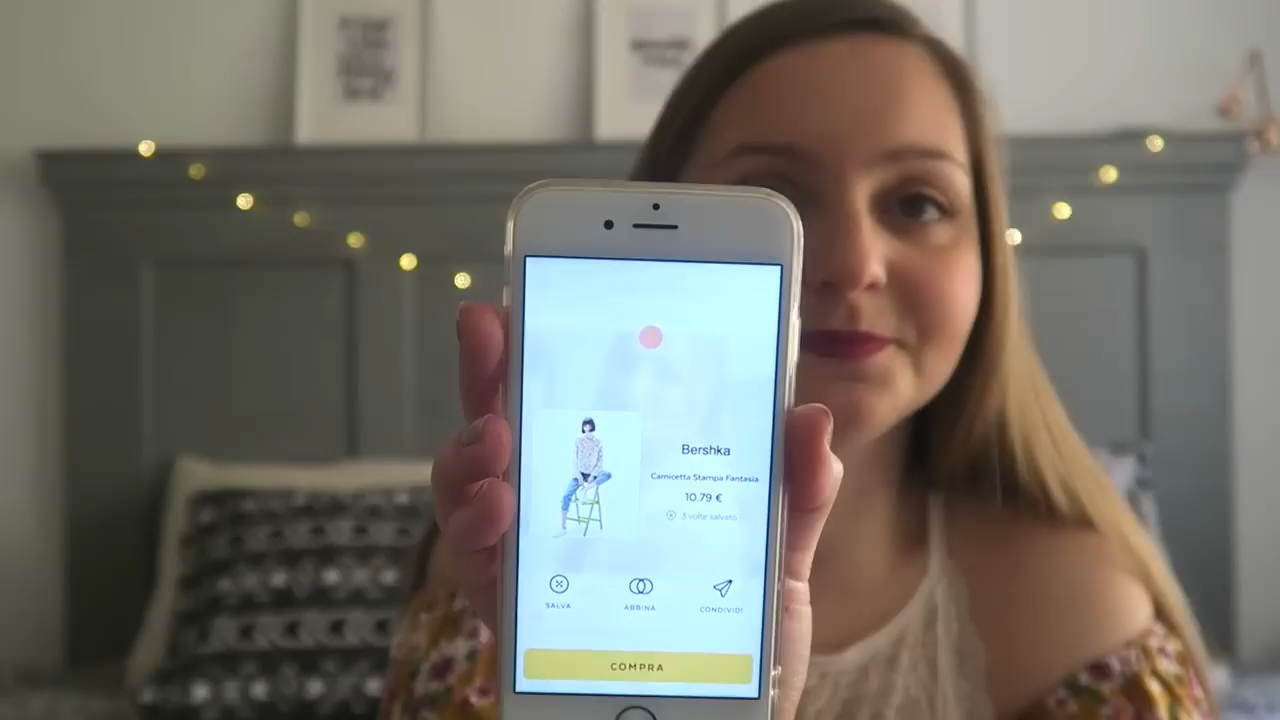 Bershka
Camicetta Stampa Fantasia
10.79 €
3 volte salvato
SALVA
ABBINA
CONDIVIDI
COMPRA